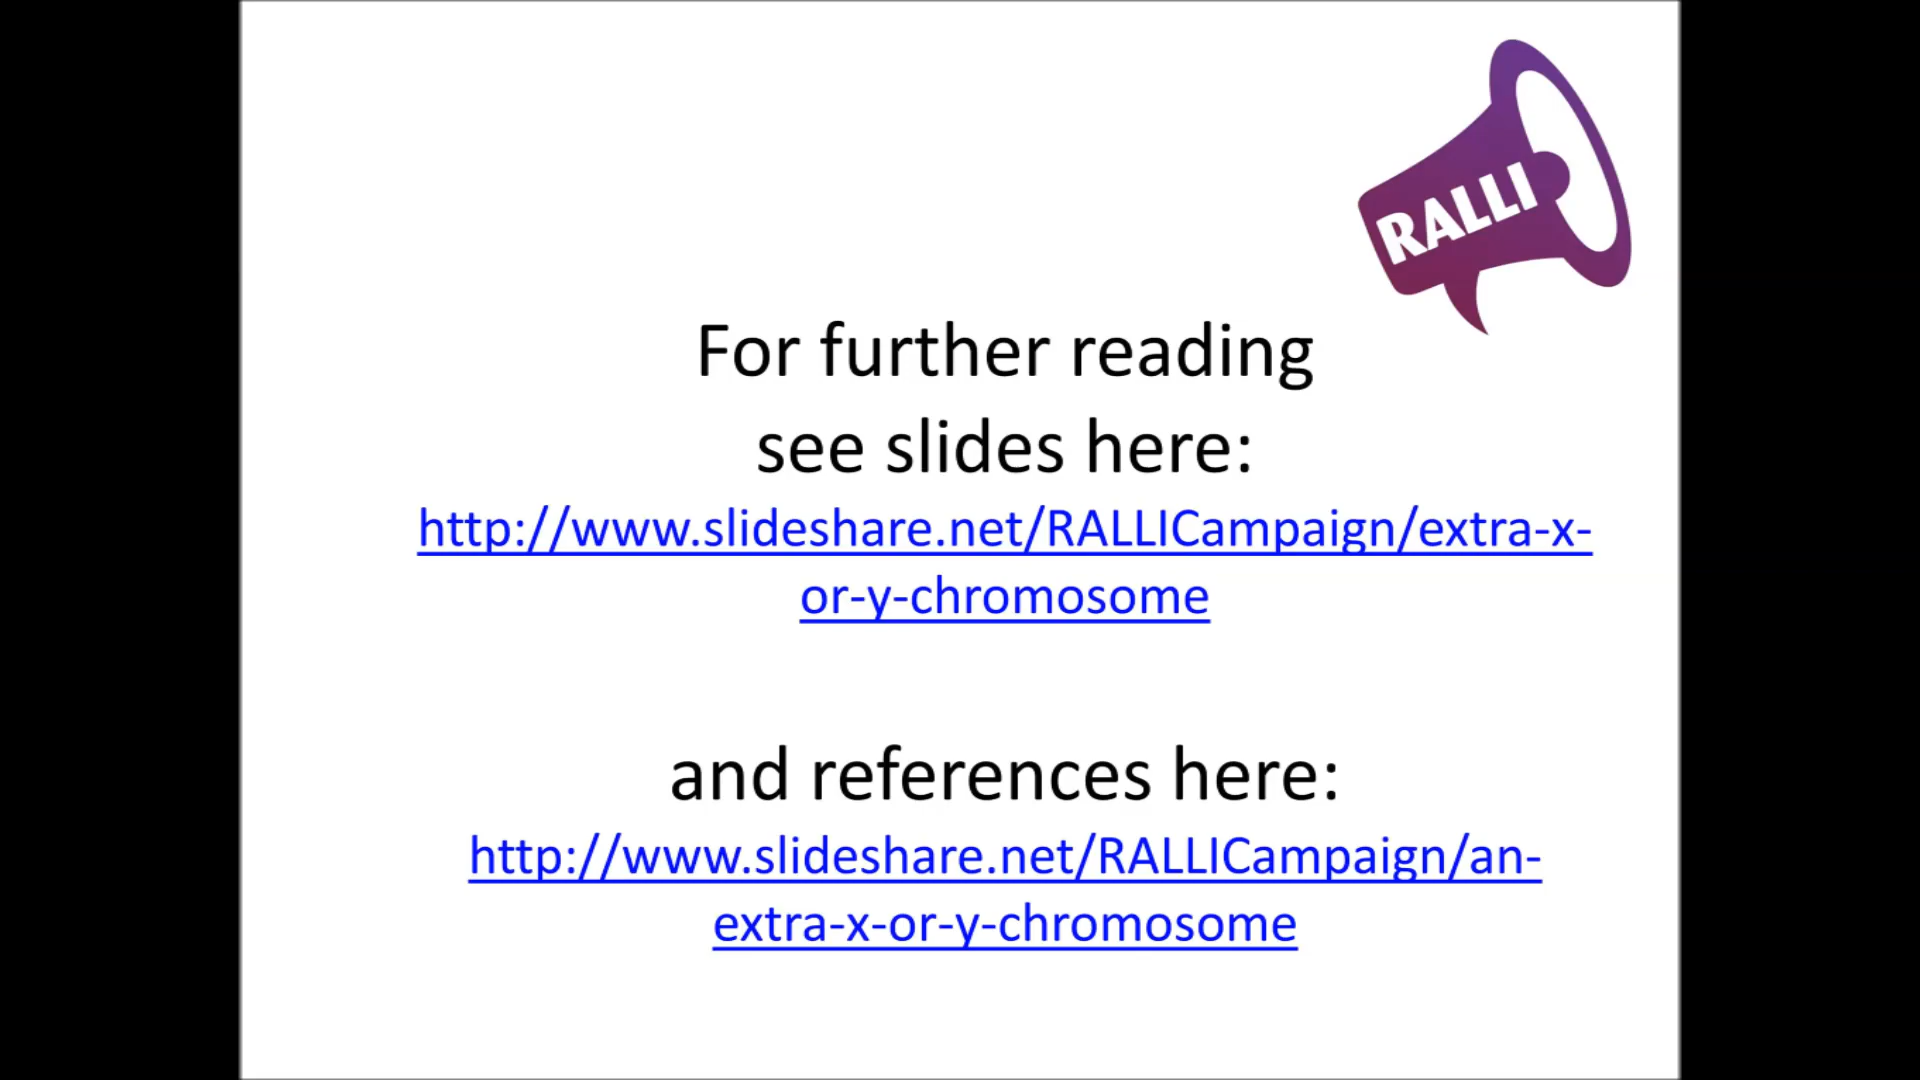 RALLI
For further reading
see slides here:
http://www.slideshare.net/RALLICampaign/extra-x-
or-y-chromosome
and references here:
http://www.slideshare.net/RALLICampaign/an-
extra-x-or-y-chromosome